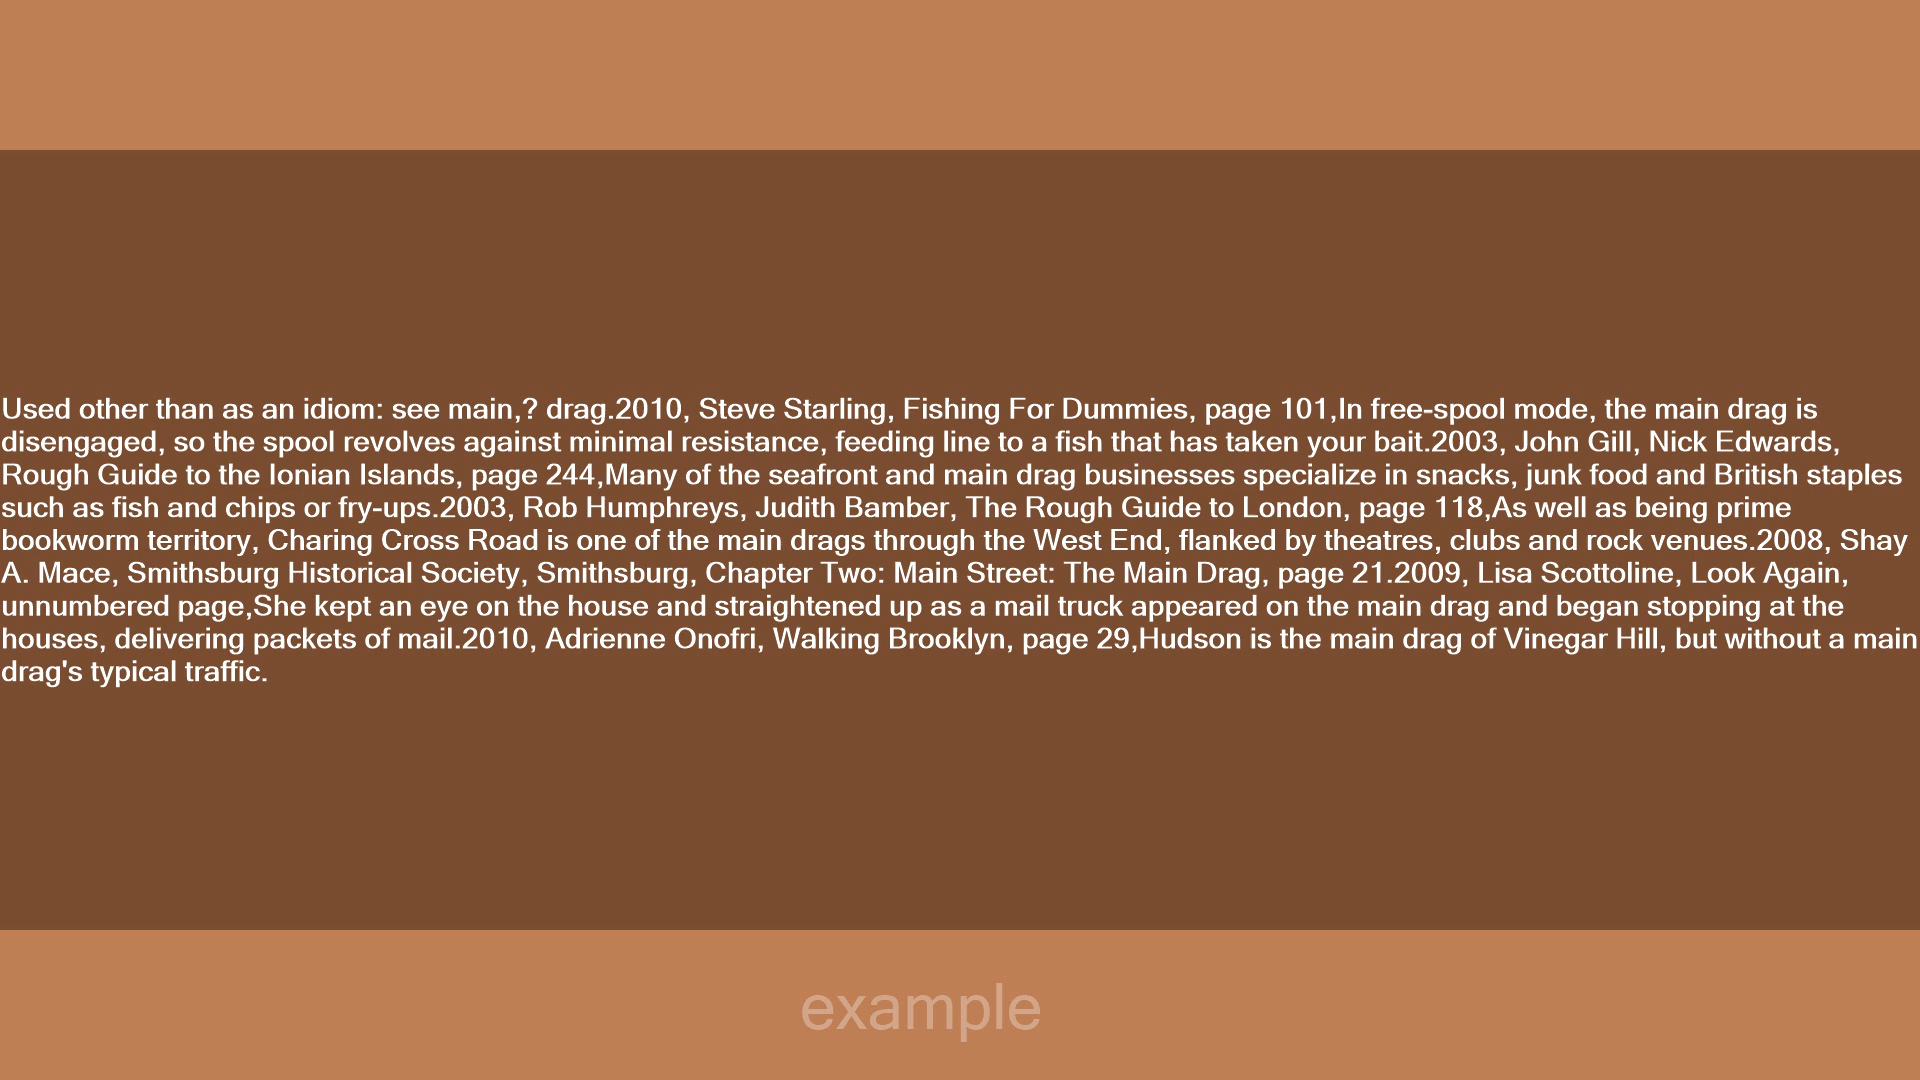 Used other than as an idiom: see main,? drag.2010, Steve Starling, Fishing For Dummies, page 101,In free-spool mode, the main drag is
disengaged, so the spool revolves against minimal resistance, feeding line to a fish that has taken your bait.2003, John Gill, Nick Edwards,
Rough Guide to the Ionian Islands, page 244,Many of the seafront and main drag businesses specialize in snacks, junk food and British staples
such as fish and chips or fry-ups.2003, Rob Humphreys, Judith Bamber, The Rough Guide to London, page 118,As well as being prime
bookworm territory, Charing Cross Road is one of the main drags through the West End, flanked by theatres, clubs and rock venues.2008, Shay
A. Mace, Smithsburg Historical Society, Smithsburg, Chapter Two: Main Street: The Main Drag, page 21.2009, Lisa Scottoline, Look Again,
unnumbered page,She kept an eye on the house and straightened up as a mail truck appeared on the main drag and began stopping at the
houses, delivering packets of mail.2010, Adrienne Onofri, Walking Brooklyn, page 29,Hudson is the main drag of Vinegar Hill, but without a main
drag's typical traffic.
example